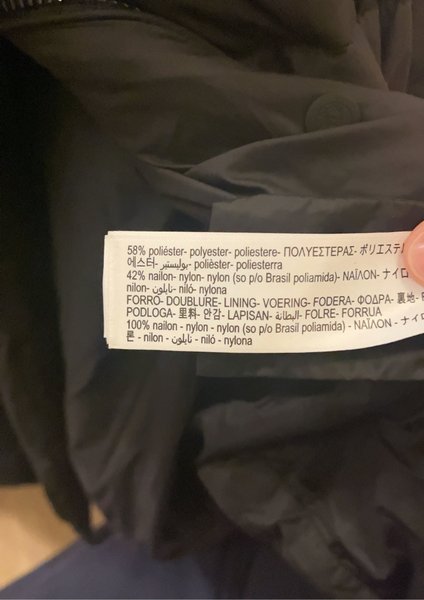 58% poliéster- polyester- poliestere- ΠΟΛΥΕΣΤΕΡΑΣ- ポリエステル
에스터- بوليستير- polièster- poliesterra
42% nailon- nylon- nylon (so p/o Brasil poliamida)- ΝΑΪΛΟΝ- ナイロ
nilon- نايلون- niló- nylona
FORRO- DOUBLURE- LINING- VOERING- FODERA- ΦΟΔΡΑ- 裏地-
PODLOGA- 里料- 안감- LAPISAN- البطانة- FOLRE- FORRUA
100% nailon - nylon - nylon (so p/o Brasil poliamida) - ΝΑΪΛΟΝ - ナイ
론 - nilon - نايلون - niló - nylona